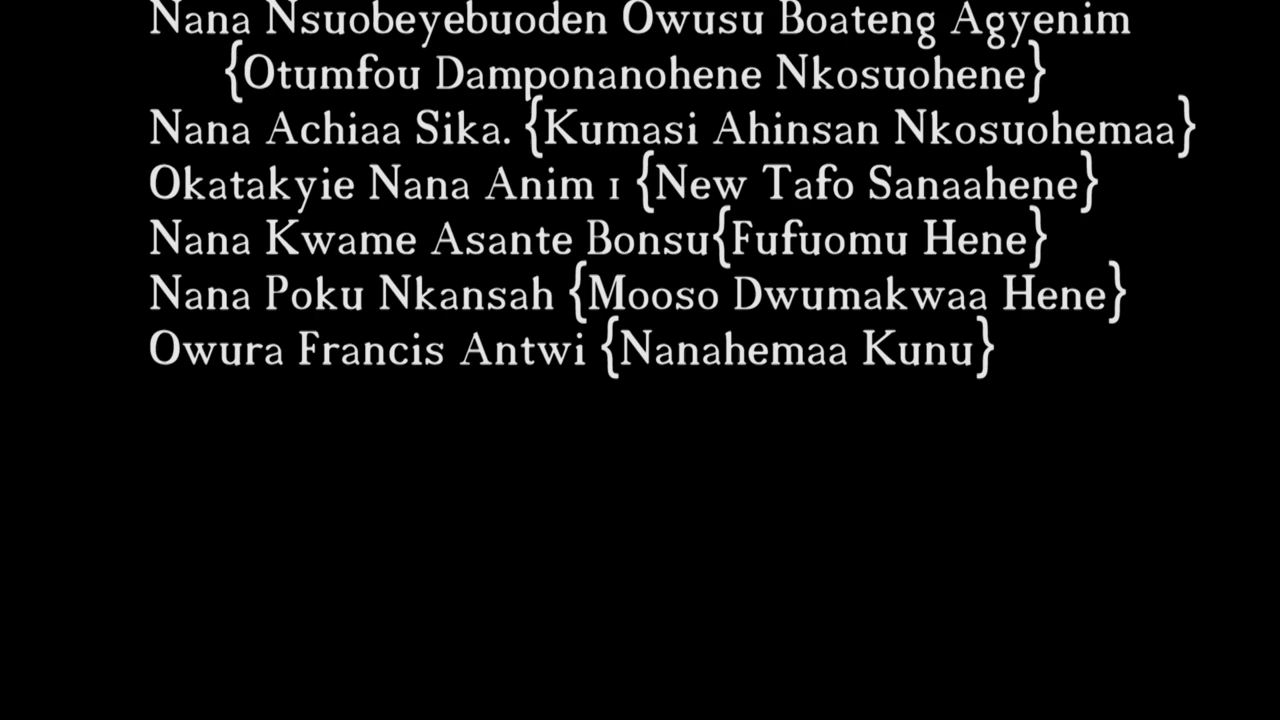 Nana Nsuobeyebuoden Owusu Boateng Agyenim
{Otumfou Damponanohene Nkosuohene}
Nana Achiaa Sika. {Kumasi Ahinsan Nkosuohemaa}
Okatakyie Nana Anim 1 {New Tafo Sanaahene}
Nana Kwame Asante Bonsu{Fufuomu Hene}
Nana Poku Nkansah {Mooso Dwumakwaa Hene}
Owura Francis Antwi {Nanahemaa Kunu}